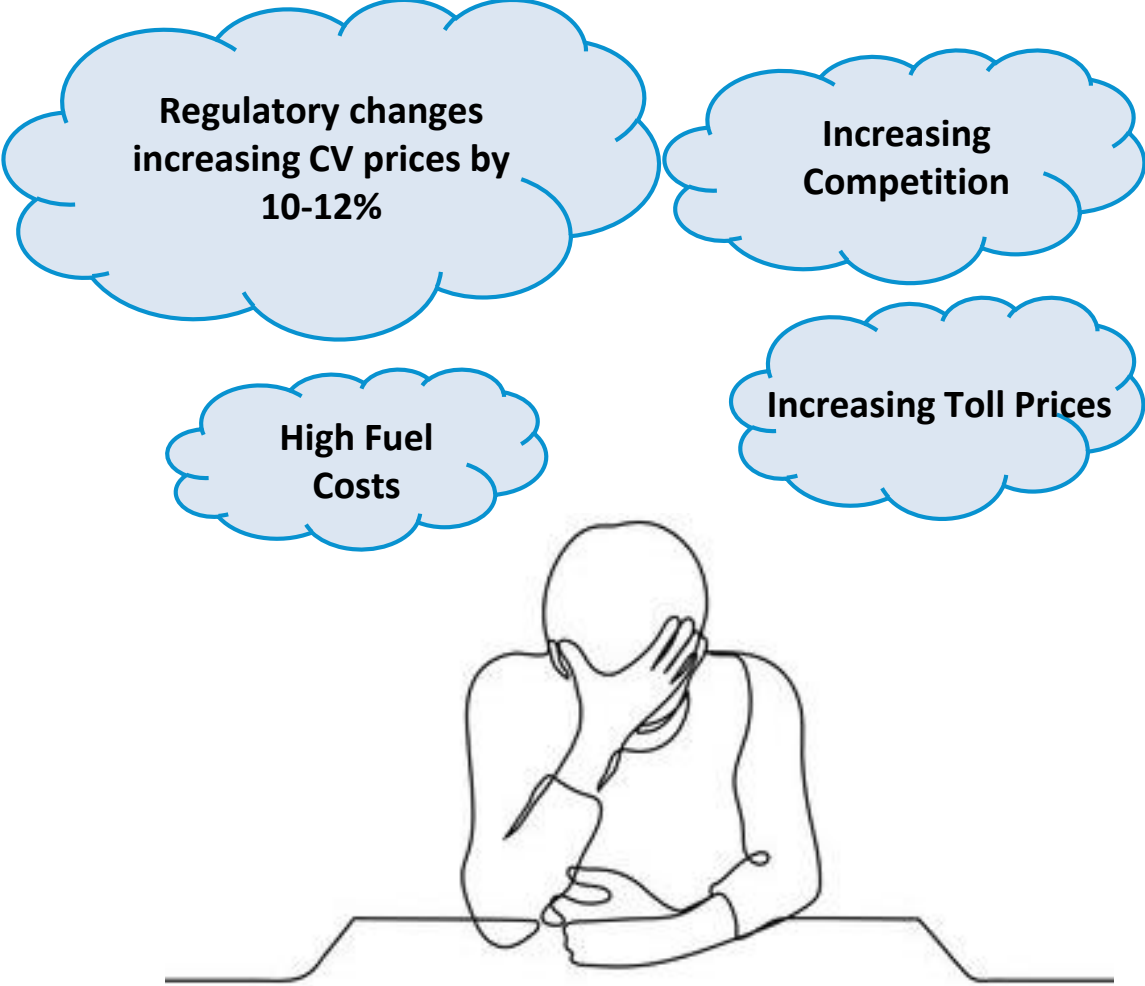 Regulatory changes
increasing CV prices by
10-12%
Increasing
Competition
High Fuel
Costs
Increasing Toll Prices